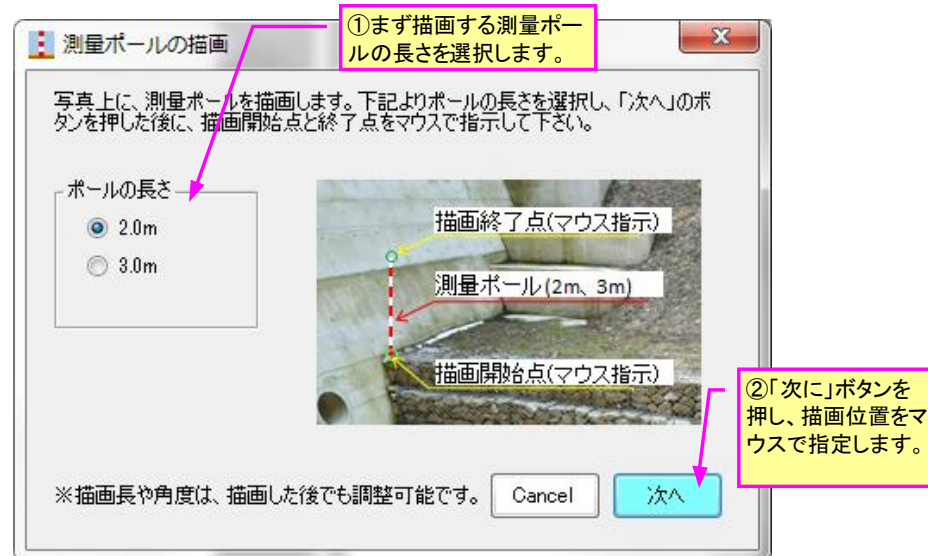 ①まず描画する測量ポー
ルの長さを選択します。
測量ポールの描画
写真上に、測量ポールを描画します。下記よりポールの長さを選択し、「次へ」のボ
タンを押した後に、描画開始点と終了点をマウスで指示して下さい。
ポールの長さ
2.0m
3.0m
描画終了点(マウス指示)
測量ポール(2m、3m)
描画開始点(マウス指示)
②「次に」ボタンを
押し、描画位置をマ
ウスで指定します。
※描画長や角度は、描画した後でも調整可能です。
Cancel
次へ